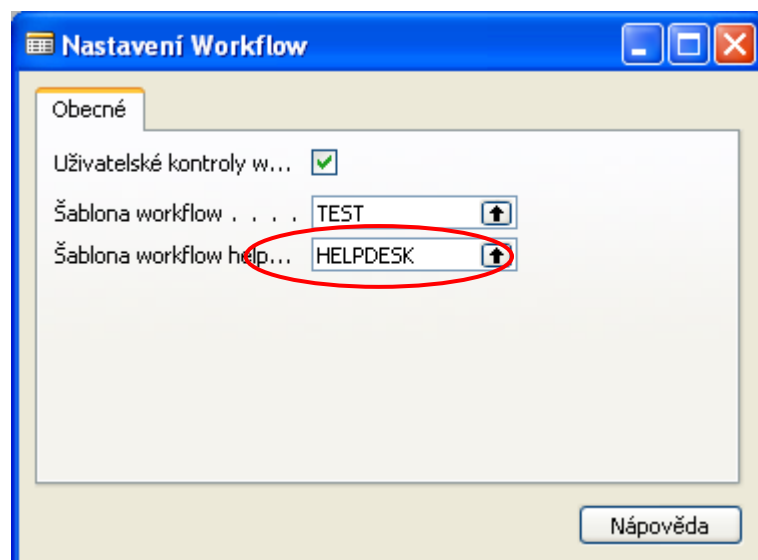 Nastavení Workflow
Obecné
Uživatelské kontroly w...
Šablona workflow . . . . TEST
Šablona workflow help... HELPDESK
Nápověda